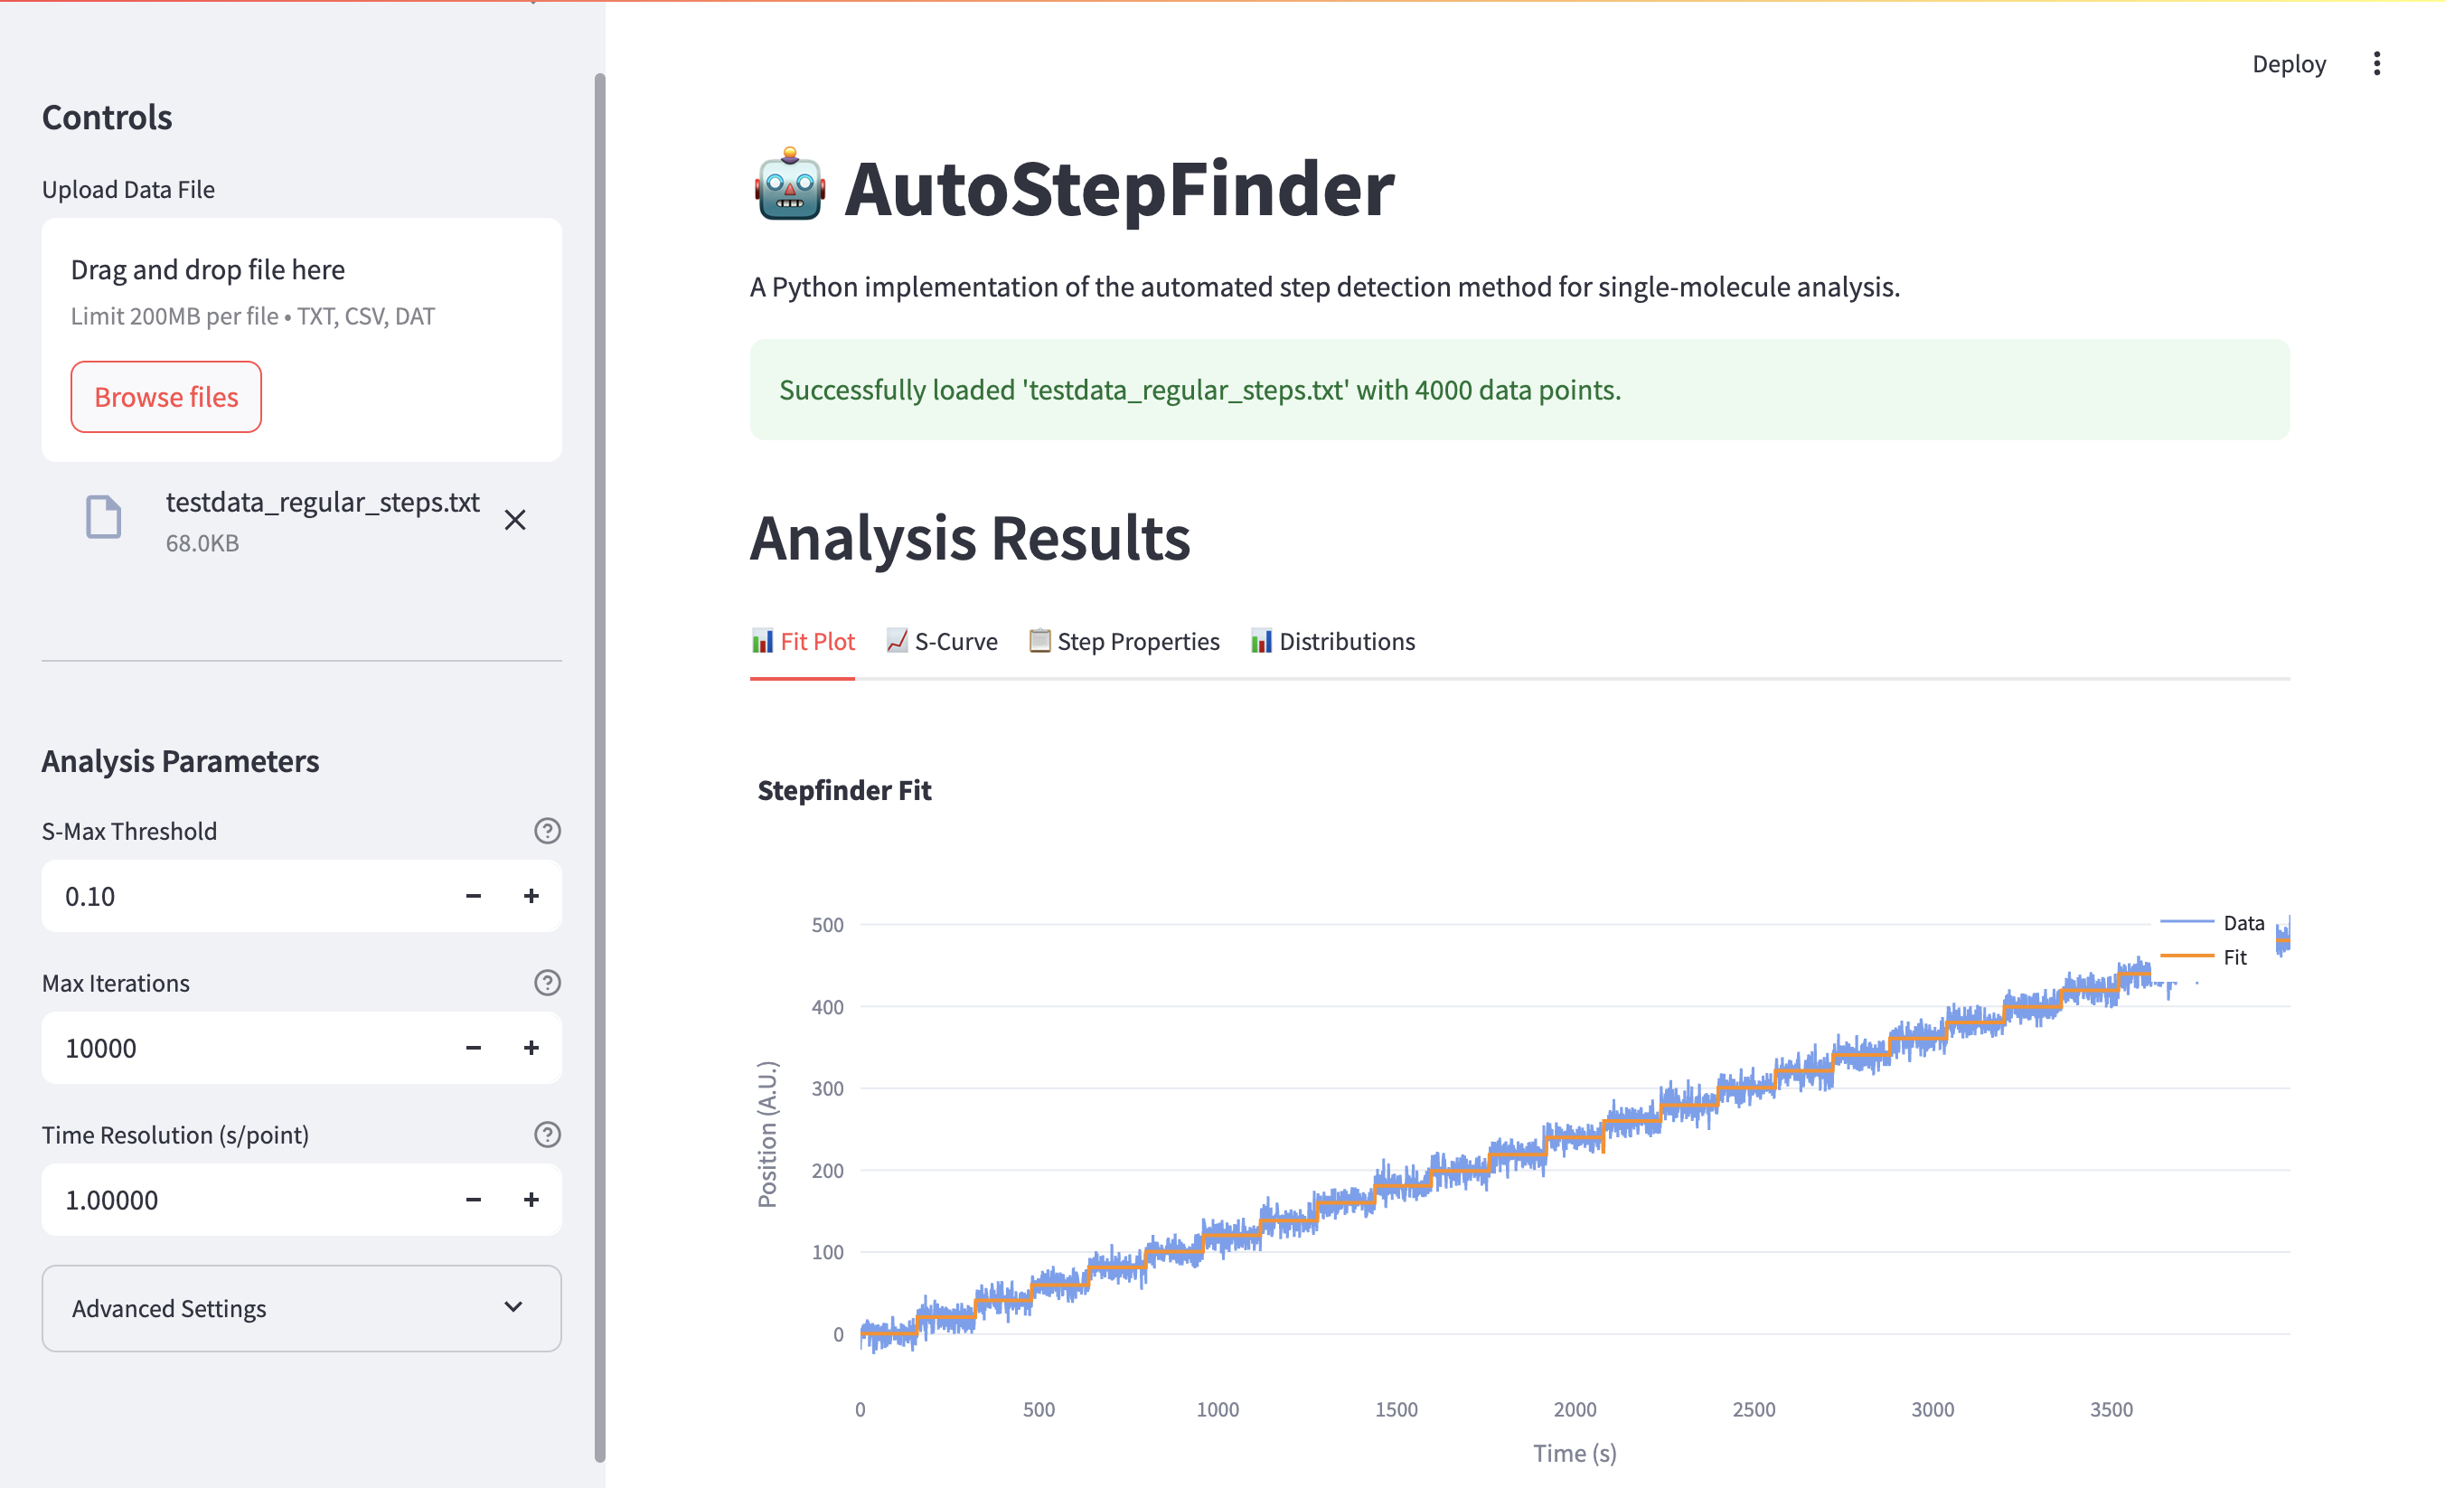 Controls
Upload Data File
Drag and drop file here
Limit 200MB per file • TXT, CSV, DAT
Browse files
testdata_regular_steps.txt
68.0KB
Analysis Parameters
S-Max Threshold
0.10
Max Iterations
10000
Time Resolution (s/point)
1.00000
Advanced Settings
Deploy
AutoStepFinder
A Python implementation of the automated step detection method for single-molecule analysis.
Successfully loaded 'testdata_regular_steps.txt' with 4000 data points.
Analysis Results
Fit Plot S-Curve Step Properties Distributions
Stepfinder Fit
Data
Fit
500
400
300
200
100
0
Position (A.U.)
0 500 1000 1500 2000 2500 3000 3500
Time (s)